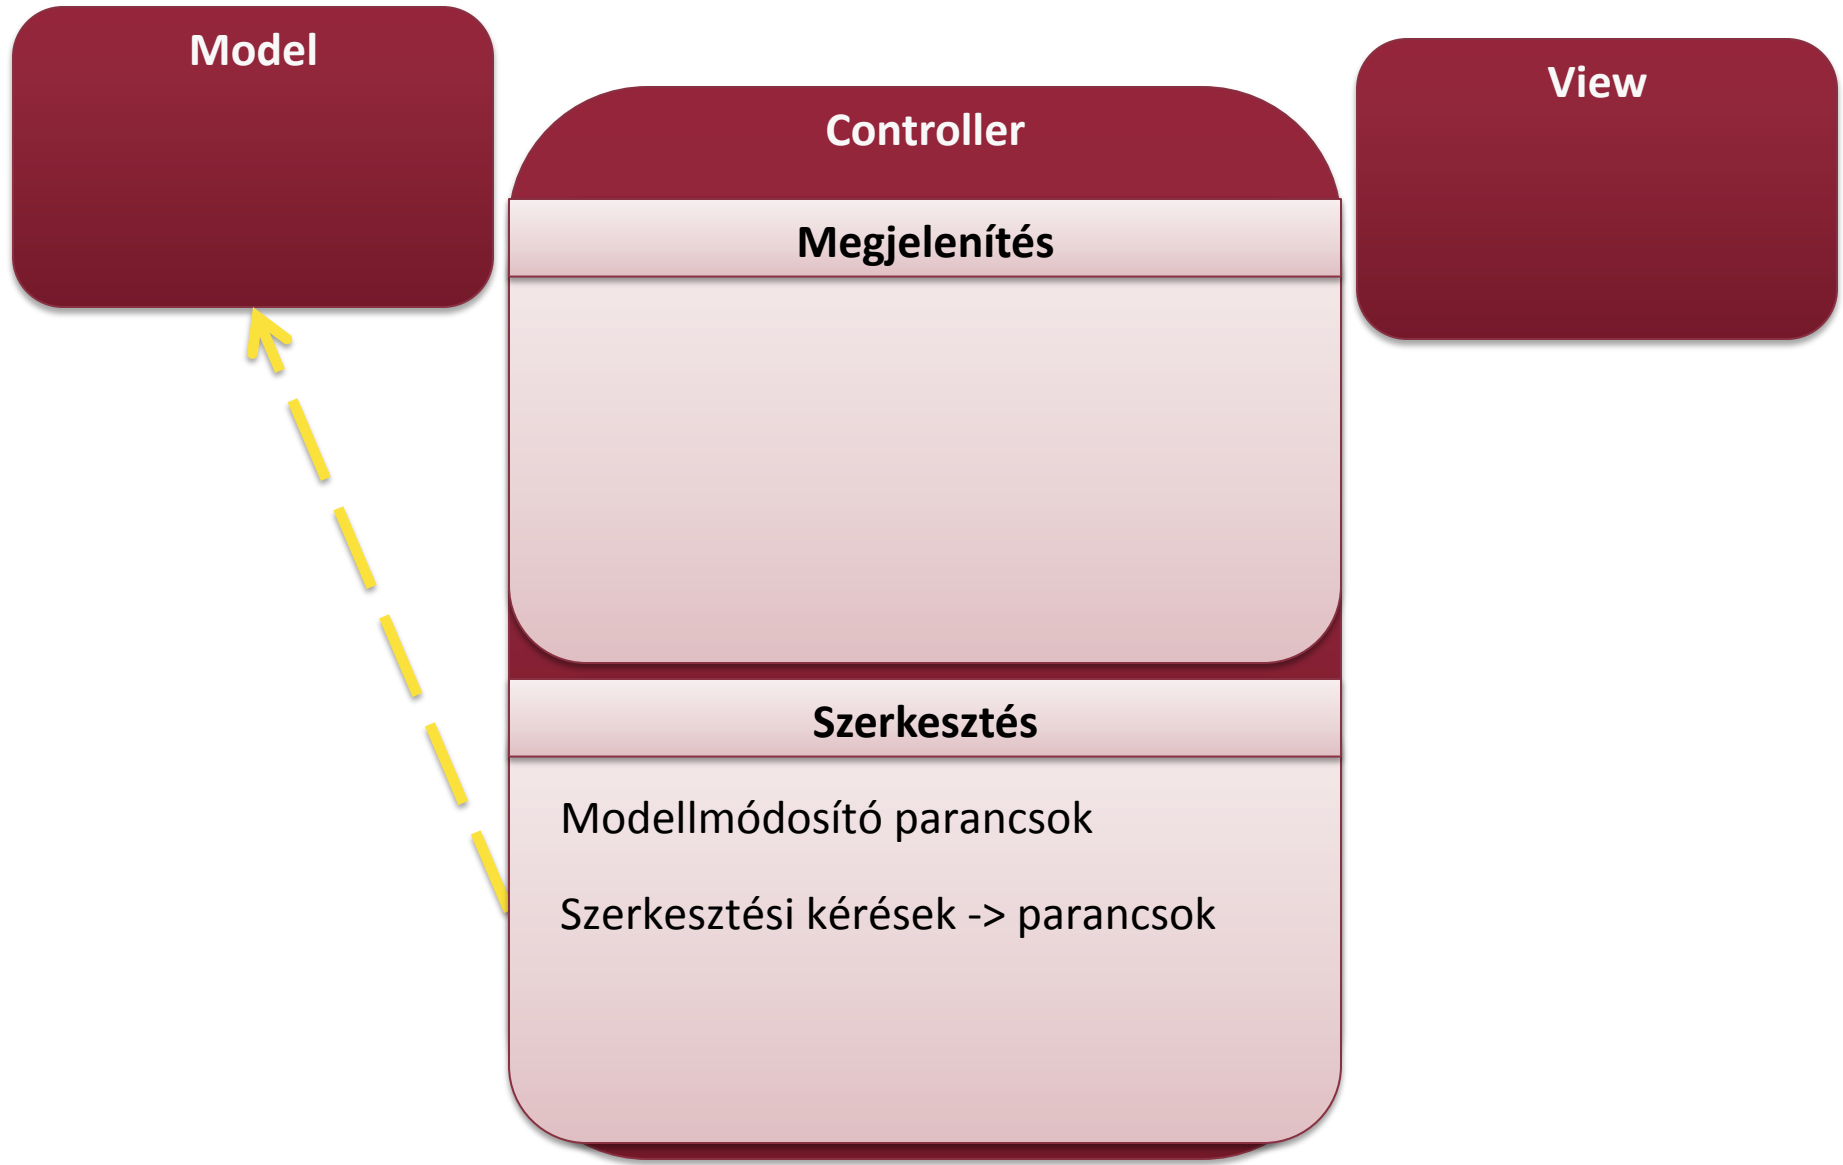 Model
View
Controller
Megjelenítés
Szerkesztés
Modellmódosító parancsok
Szerkesztési kérések -> parancsok